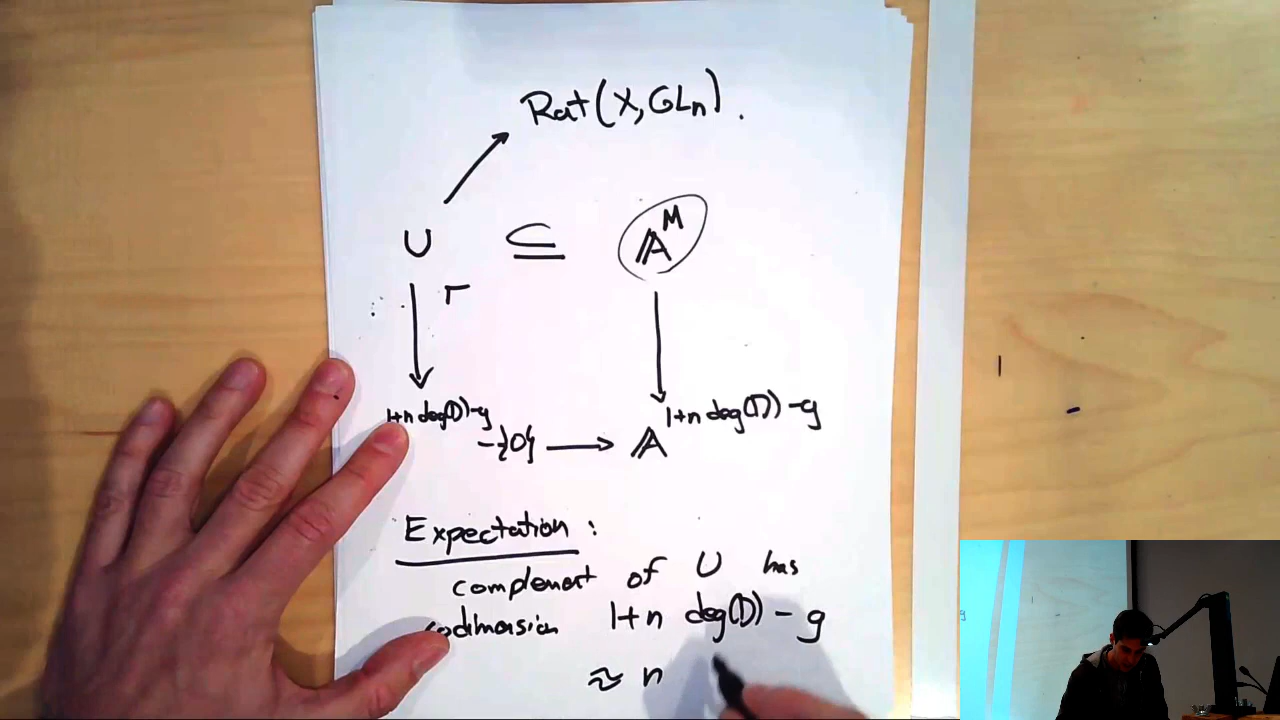 Rat(X, GLn).
U ⊆ 𝔸^M
1+n deg(D)-g
-{0} → 𝔸^1+n deg(D)-g
Expectation:
complement of U has
codimension 1+n deg(D)-g
≈ n